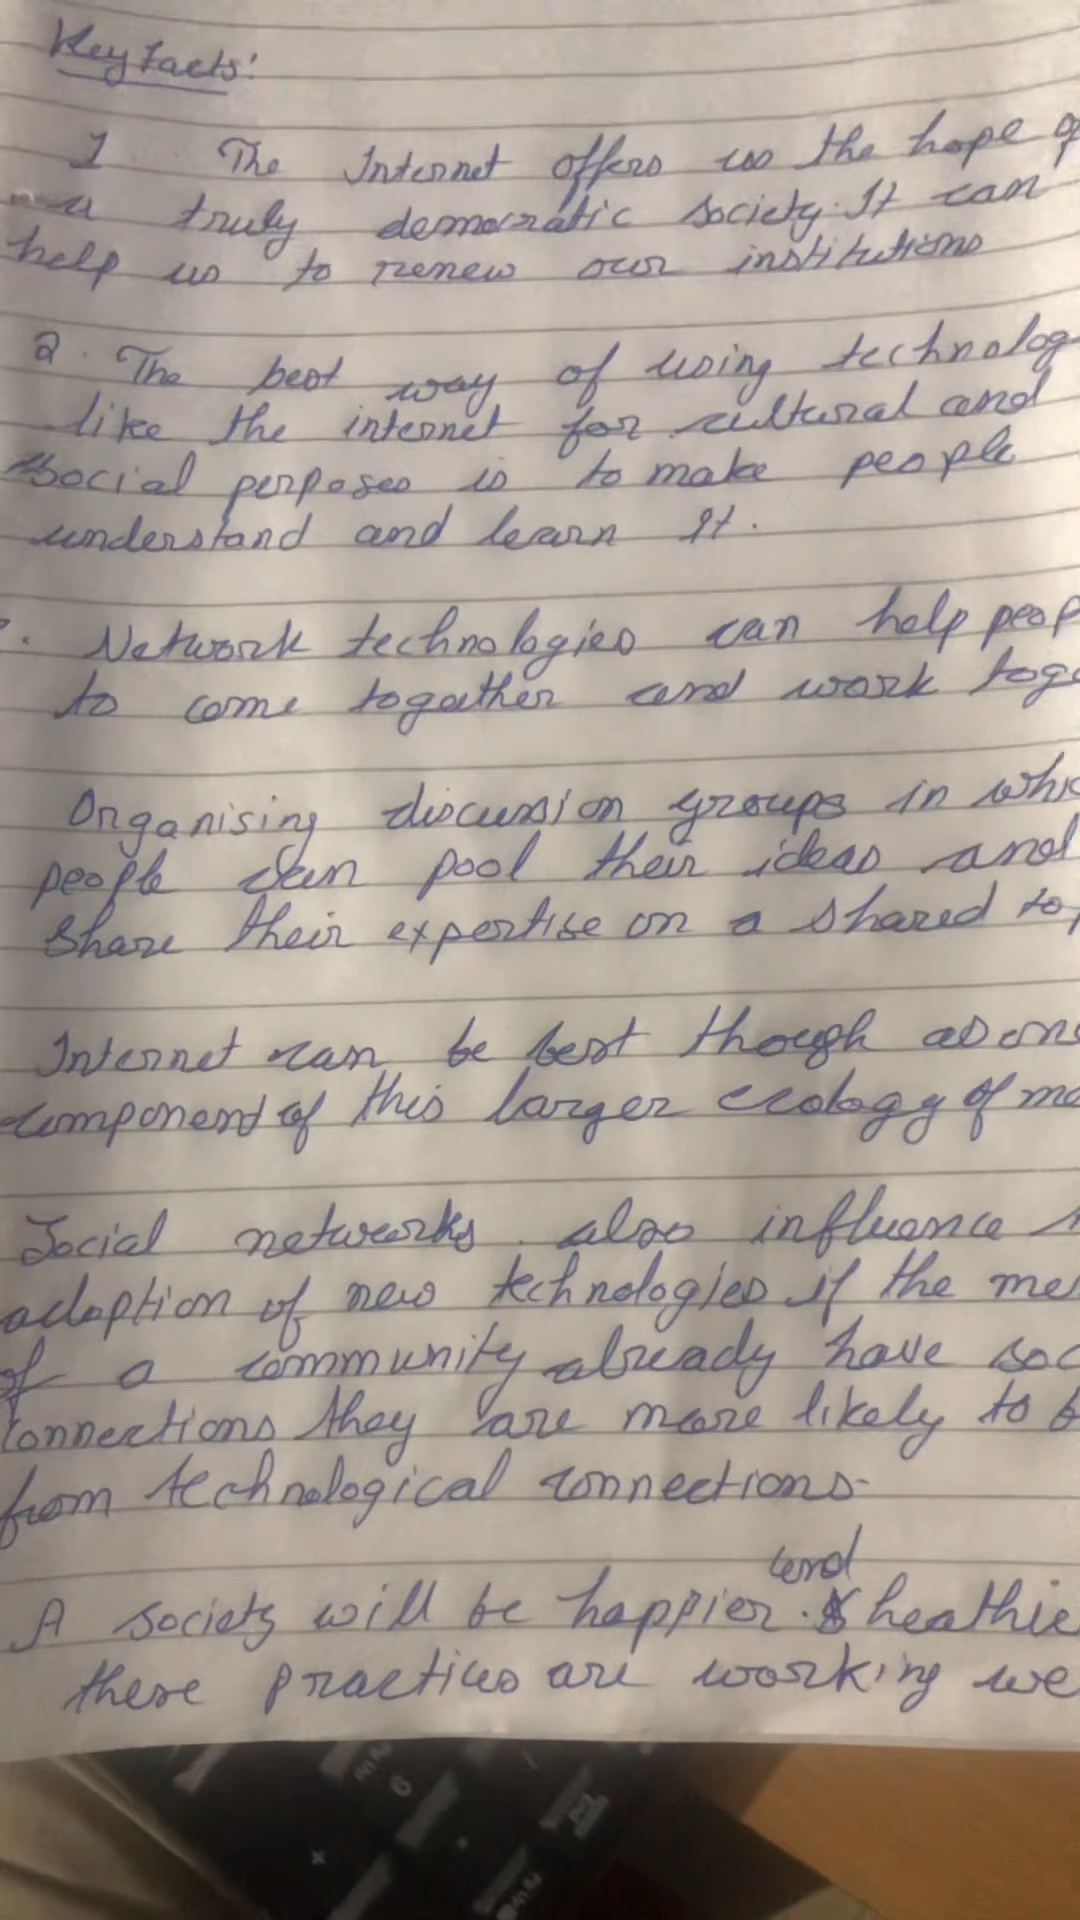 Key Facts:
1 The Internet offers us the hope of
a truly democratic society. It can
help us to renew our institutions
2. The best way of using technolog
like the internet for cultural and
social perposes is to make people
understand and learn It.
. Network technologies can help peop
to come togather and work toge
Organising discussion groups in whic
people can pool their ideas and
Share their expertise on a shared top
Internet can be best though as one
component of this larger ecology of me
Social networks also influence
adoption of new technologies if the mem
of a community already have soc
connections they are more likely to b
from technological connections.
and
A society will be happier. heathie
there practices are working we